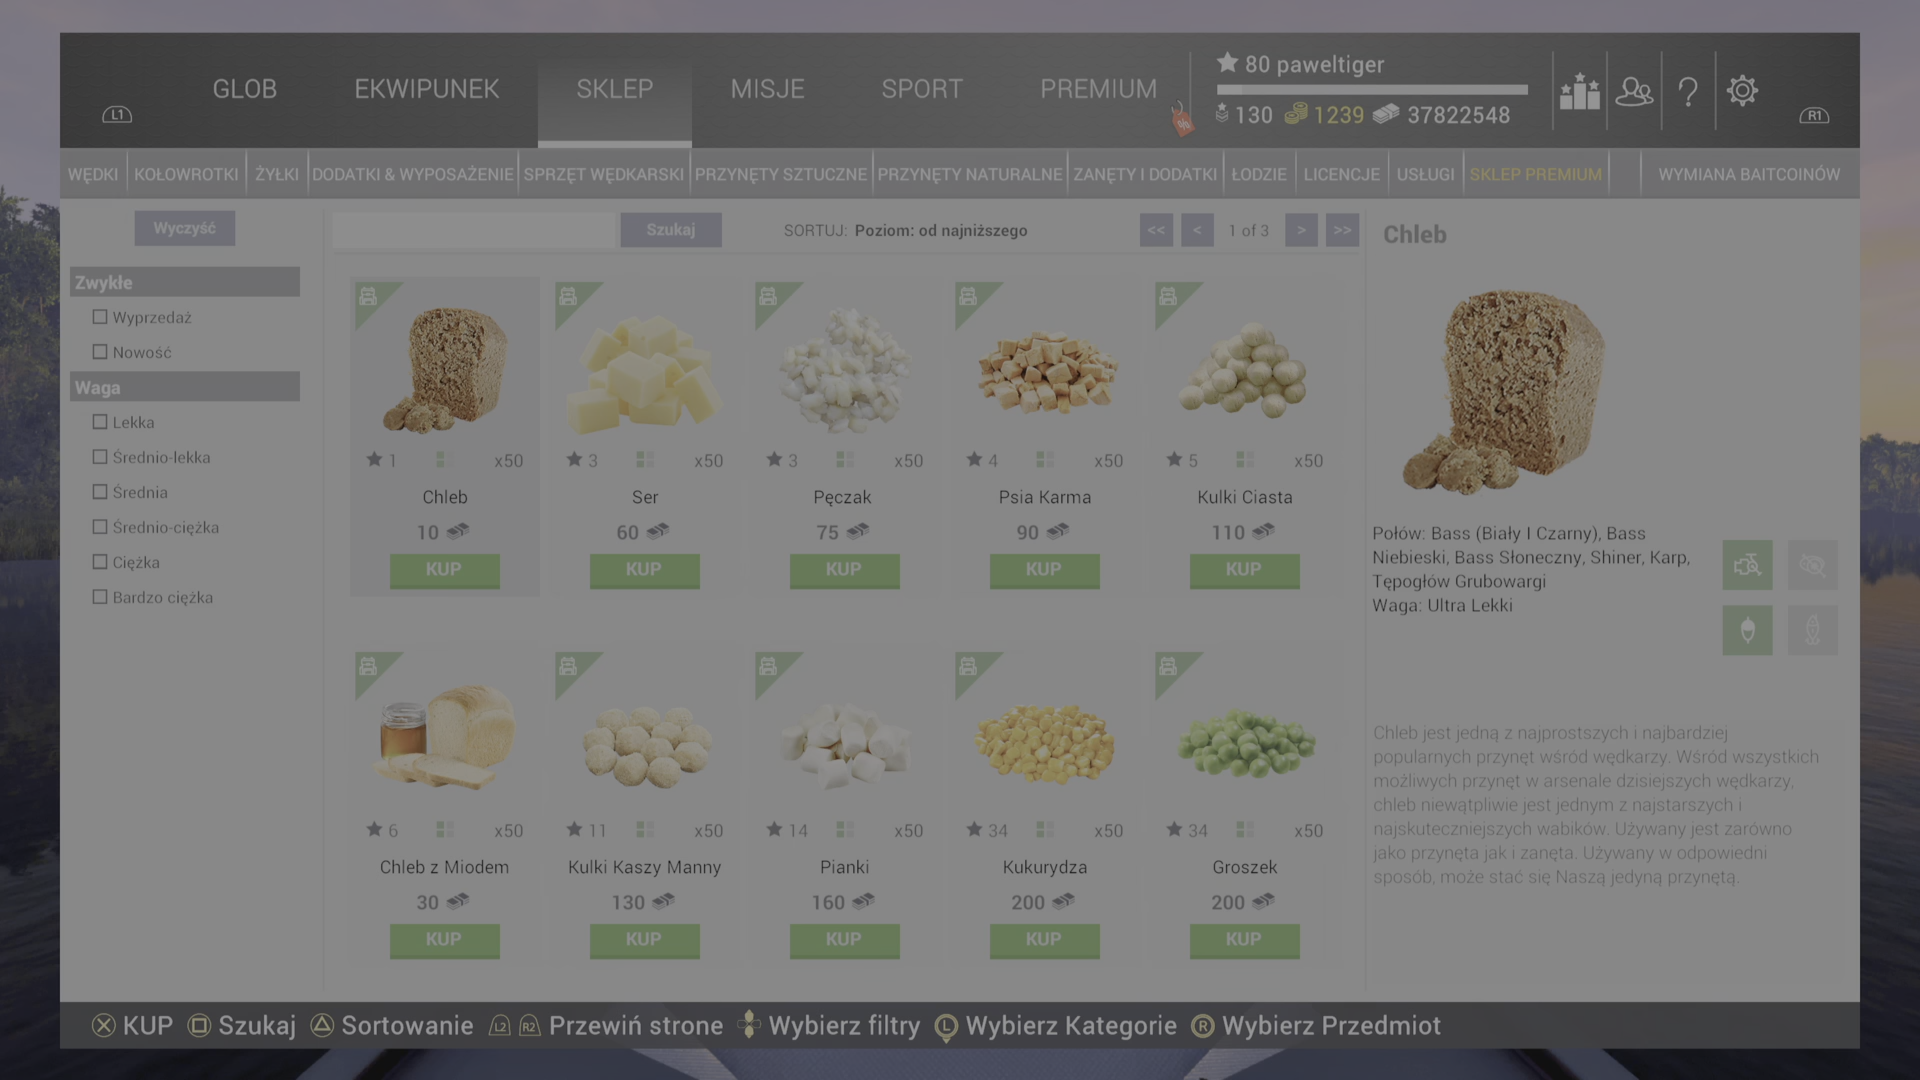 L1
GLOB
EKWIPUNEK
SKLEP
MISJE
SPORT
PREMIUM
%
80 paweltiger
130 1239 37822548
?
R1
WĘDKI
KOŁOWROTKI
ŻYŁKI
DODATKI & WYPOSAŻENIE
SPRZĘT WĘDKARSKI
PRZYNĘTY SZTUCZNE
PRZYNĘTY NATURALNE
ZANĘTY I DODATKI
ŁODZIE
LICENCJE
USŁUGI
SKLEP PREMIUM
WYMIANA BAITCOINÓW
Wyczyść
Zwykłe
Wyprzedaż
Nowość
Waga
Lekka
Średnio-lekka
Średnia
Średnio-ciężka
Ciężka
Bardzo ciężka
Szukaj
SORTUJ: Poziom: od najniższego
<< < 1 of 3 > >>
1 x50
Chleb
10
KUP
3 x50
Ser
60
KUP
3 x50
Pęczak
75
KUP
4 x50
Psia Karma
90
KUP
5 x50
Kulki Ciasta
110
KUP
6 x50
Chleb z Miodem
30
KUP
11 x50
Kulki Kaszy Manny
130
KUP
14 x50
Pianki
160
KUP
34 x50
Kukurydza
200
KUP
34 x50
Groszek
200
KUP
Chleb
Połów: Bass (Biały I Czarny), Bass
Niebieski, Bass Słoneczny, Shiner, Karp,
Tępogłów Grubowargi
Waga: Ultra Lekki
Chleb jest jedną z najprostszych i najbardziej
popularnych przynęt wśród wędkarzy. Wśród wszystkich
możliwych przynęt w arsenale dzisiejszych wędkarzy,
chleb niewątpliwie jest jednym z najstarszych i
najskuteczniejszych wabików. Używany jest zarówno
jako przynęta jak i zanęta. Używany w odpowiedni
sposób, może stać się Naszą jedyną przynętą.
KUP
Szukaj
Sortowanie
L2 R2 Przewiń strone
Wybierz filtry
L Wybierz Kategorie
R Wybierz Przedmiot